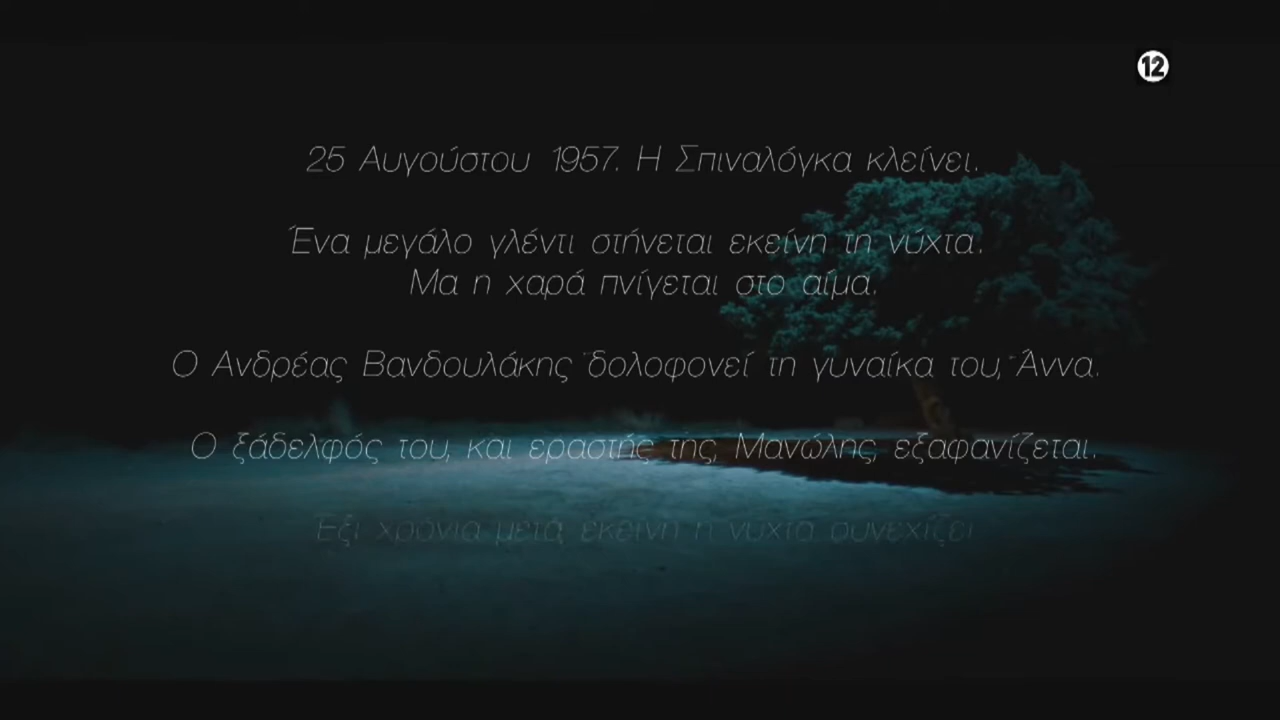 12
25 Αυγούστου 1957. Η Σπιναλόγκα κλείνει.
Ένα μεγάλο γλέντι στήνεται εκείνη τη νύχτα.
Μα η χαρά πνίγεται στο αίμα.
Ο Ανδρέας Βανδουλάκης δολοφονεί τη γυναίκα του, Άννα.
Ο ξάδελφός του, και εραστής της, Μανώλης, εξαφανίζεται.
Έξι χρόνια μετά, εκείνη η νύχτα συνεχίζει